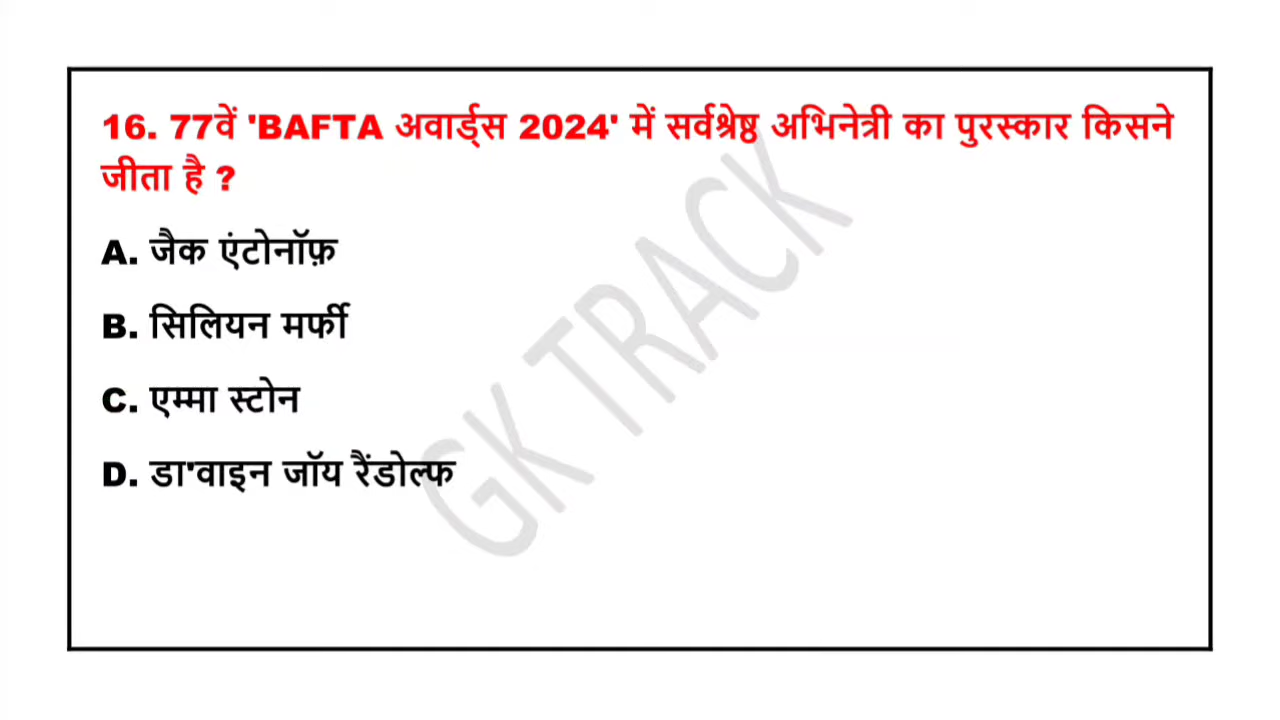 16. 77वें 'BAFTA अवार्ड्स 2024' में सर्वश्रेष्ठ अभिनेत्री का पुरस्कार किसने
जीता है ?
A. जैक एंटोनॉफ़
B. सिलियन मर्फी
C. एम्मा स्टोन
D. डा'वाइन जॉय रैंडोल्फ
GK TRACK